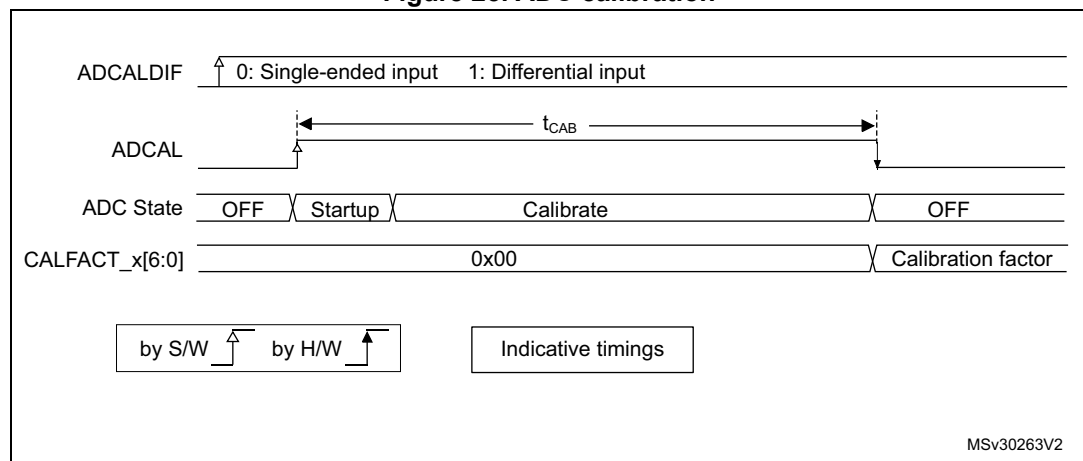 ADCALDIF 0: Single-ended input 1: Differential input
tCAB
ADCAL
ADC State OFF Startup Calibrate OFF
CALFACT_x[6:0] 0x00 Calibration factor
by S/W by H/W Indicative timings
MSv30263V2